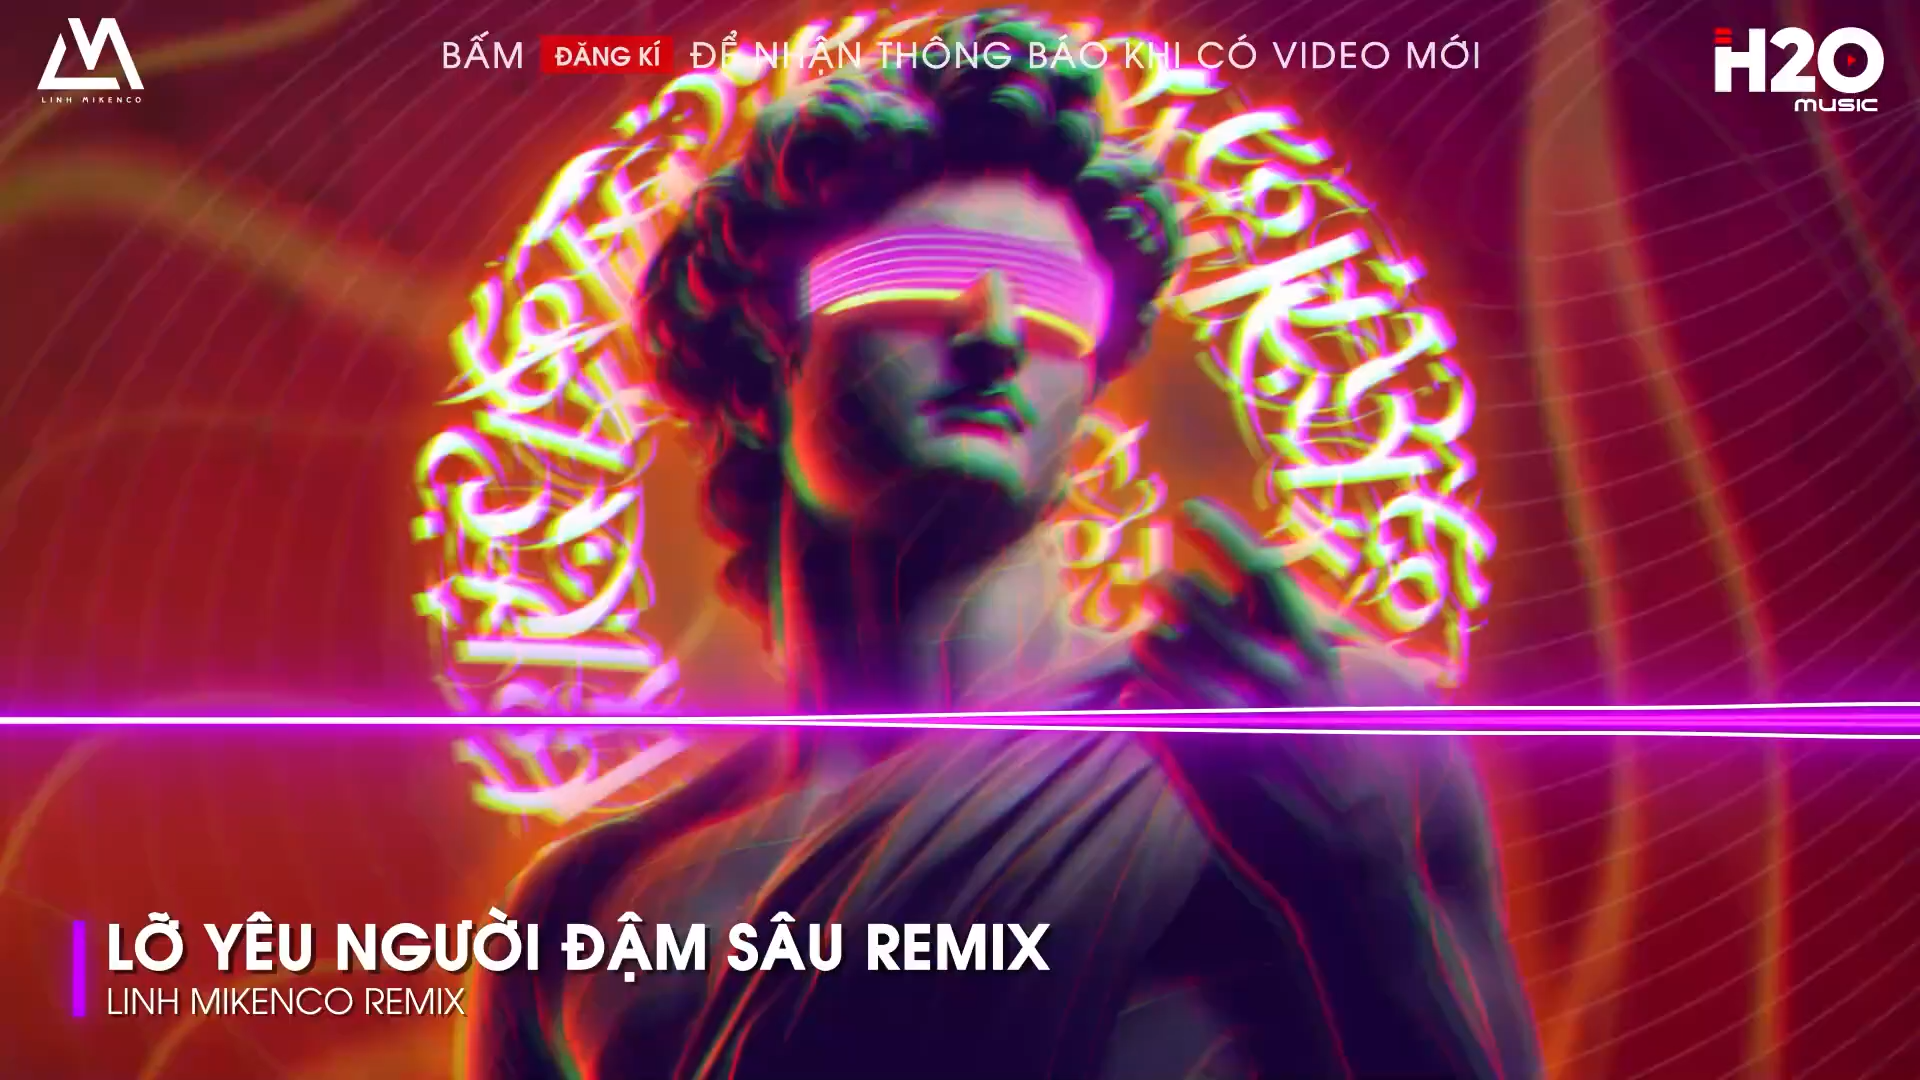 LINH MIKENCO
BẤM ĐĂNG KÍ ĐỂ NHẬN THÔNG BÁO KHI CÓ VIDEO MỚI
H2O
MUSIC
LỠ YÊU NGƯỜI ĐẬM SÂU REMIX
LINH MIKENCO REMIX